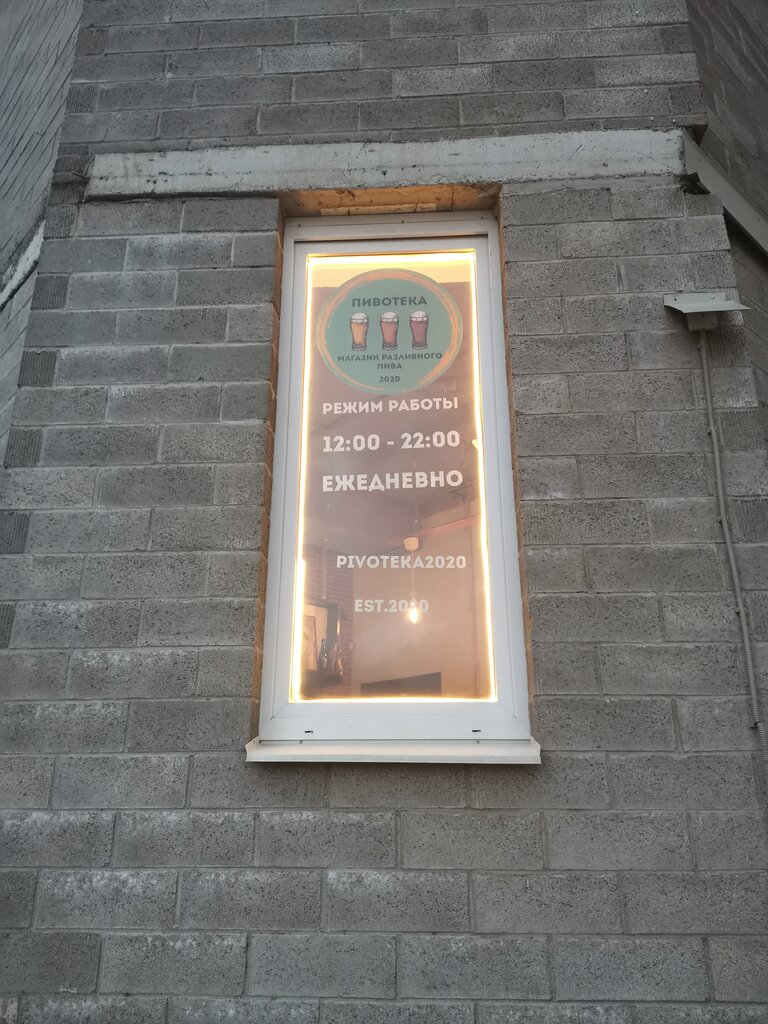 ПИВОТЕКА
МАГАЗИН РАЗЛИВНОГО
ПИВА
2020
РЕЖИМ РАБОТЫ
12:00 - 22:00
ЕЖЕДНЕВНО
PIVOTEKA2020
EST.2020